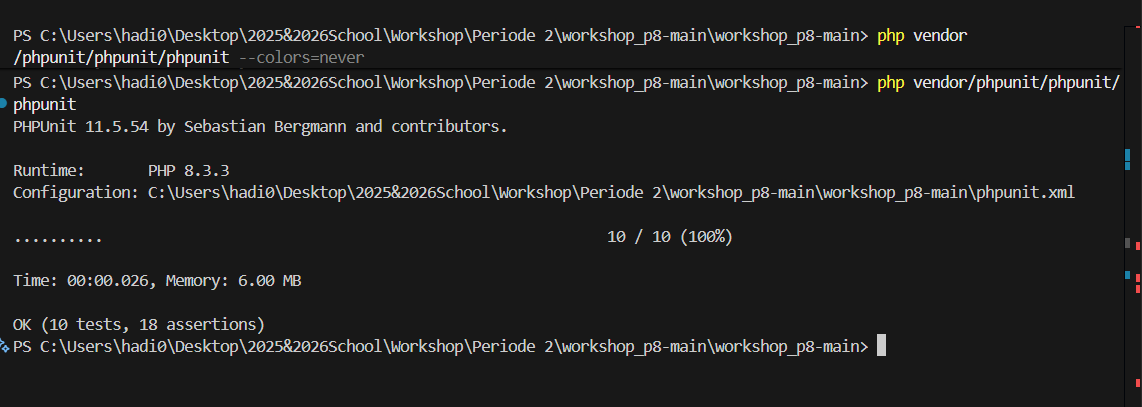 PS C:\Users\hadi0\Desktop\2025&2026School\Workshop\Periode 2\workshop_p8-main\workshop_p8-main> php vendor
/phpunit/phpunit/phpunit --colors=never
PS C:\Users\hadi0\Desktop\2025&2026School\Workshop\Periode 2\workshop_p8-main\workshop_p8-main> php vendor/phpunit/phpunit/
phpunit
PHPUnit 11.5.54 by Sebastian Bergmann and contributors.
Runtime:       PHP 8.3.3
Configuration: C:\Users\hadi0\Desktop\2025&2026School\Workshop\Periode 2\workshop_p8-main\workshop_p8-main\phpunit.xml
..........                                                        10 / 10 (100%)
Time: 00:00.026, Memory: 6.00 MB
OK (10 tests, 18 assertions)
PS C:\Users\hadi0\Desktop\2025&2026School\Workshop\Periode 2\workshop_p8-main\workshop_p8-main>